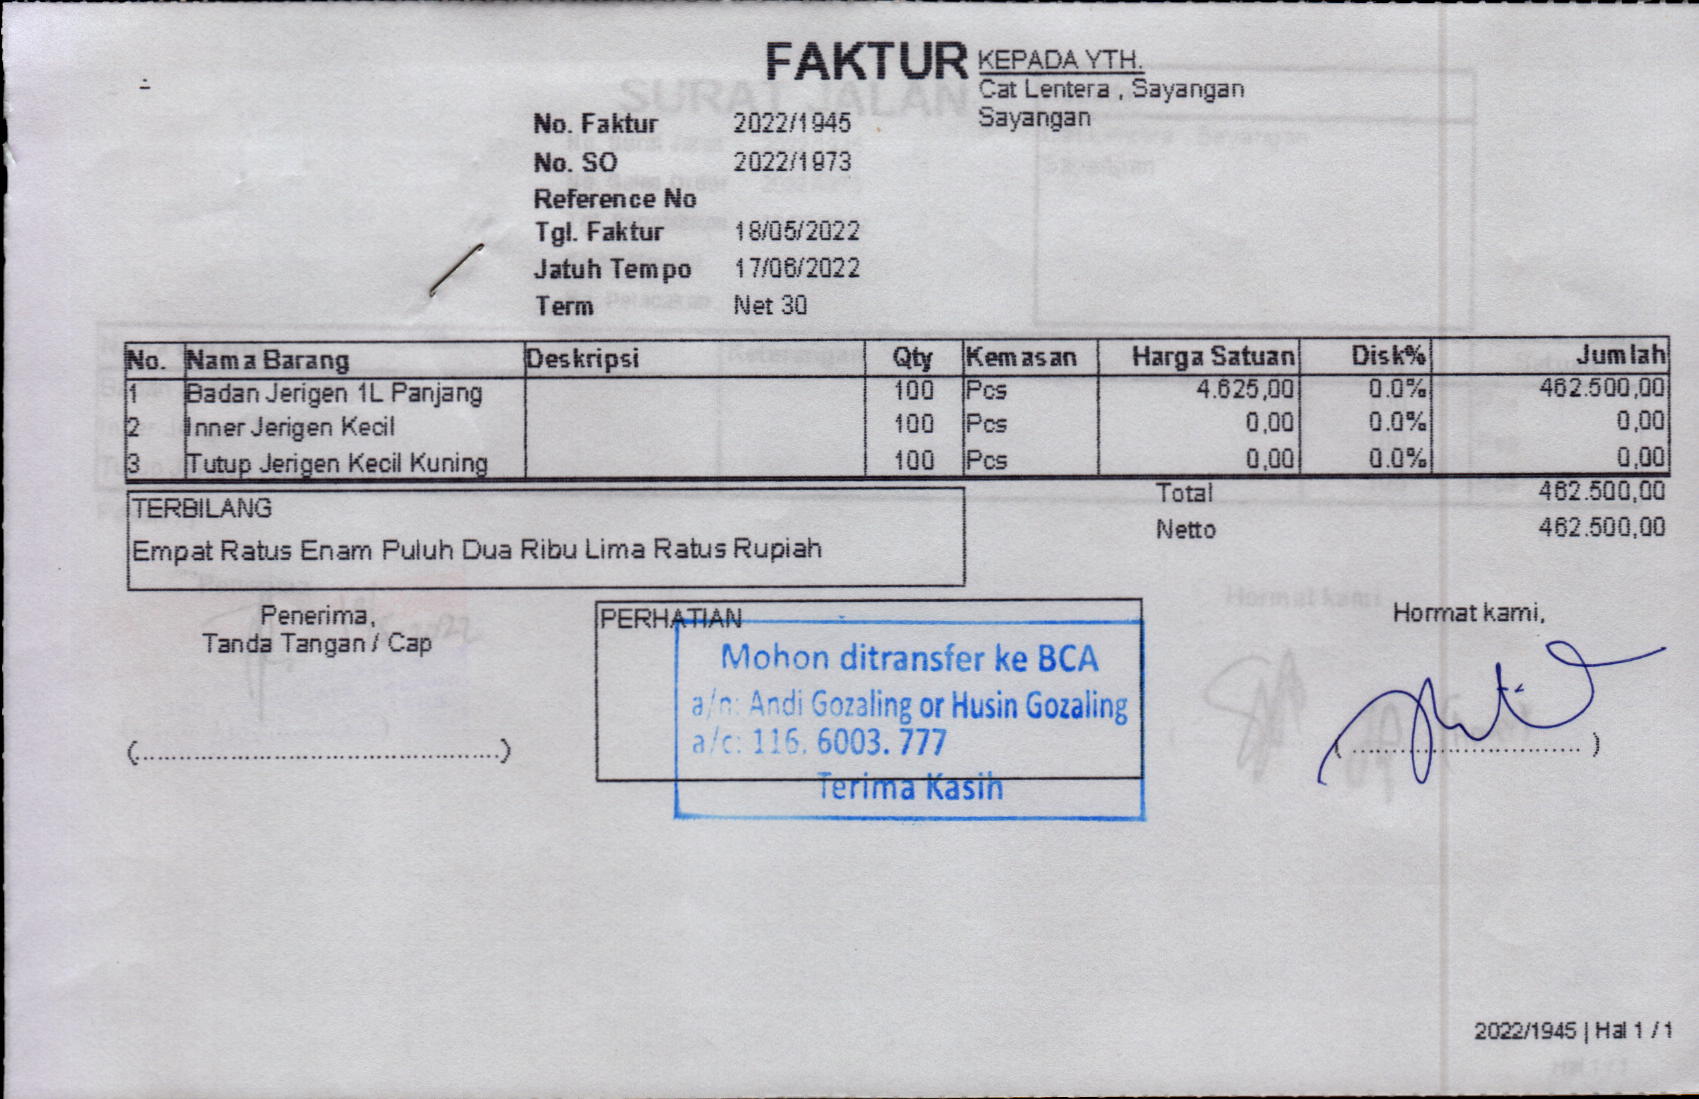 FAKTUR
KEPADA YTH.
Cat Lentera , Sayangan
Sayangan
No. Faktur 2022/1945
No. SO 2022/1973
Reference No
Tgl. Faktur 18/05/2022
Jatuh Tempo 17/06/2022
Term Net 30
No. Nama Barang Deskripsi Qty Kemasan Harga Satuan Disk% Jumlah
1 Badan Jerigen 1L Panjang 100 Pcs 4.625,00 0.0% 462.500,00
2 Inner Jerigen Kecil 100 Pcs 0,00 0.0% 0,00
3 Tutup Jerigen Kecil Kuning 100 Pcs 0,00 0.0% 0,00
Total 462.500,00
Netto 462.500,00
TERBILANG
Empat Ratus Enam Puluh Dua Ribu Lima Ratus Rupiah
Penerima,
Tanda Tangan / Cap
(................................................)
PERHATIAN
Mohon ditransfer ke BCA
a/n: Andi Gozaling or Husin Gozaling
a/c: 116. 6003. 777
Terima Kasih
Hormat kami,
( .............................. )
2022/1945 | Hal 1 / 1